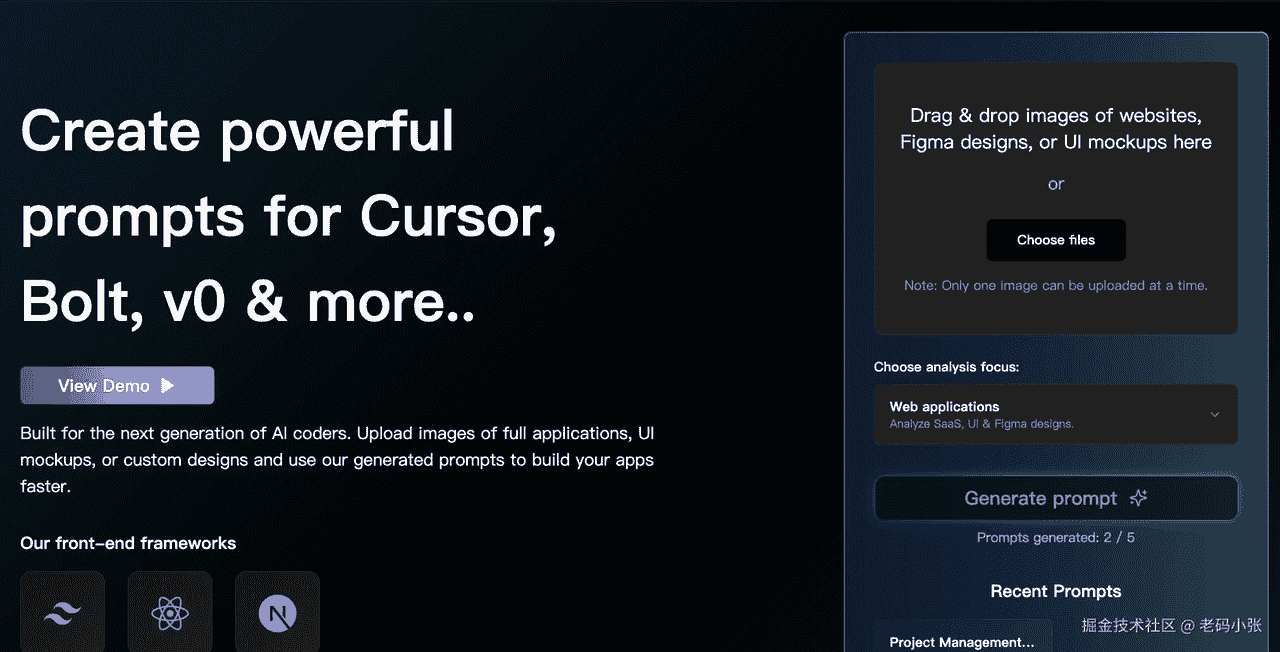 Create powerful
prompts for Cursor,
Bolt, v0 & more..
View Demo
Built for the next generation of AI coders. Upload images of full applications, UI
mockups, or custom designs and use our generated prompts to build your apps
faster.
Our front-end frameworks
N
Drag & drop images of websites,
Figma designs, or UI mockups here
or
Choose files
Note: Only one image can be uploaded at a time.
Choose analysis focus:
Web applications
Analyze SaaS, UI & Figma designs.
Generate prompt
Prompts generated: 2 / 5
Recent Prompts
Project Management...
掘金技术社区 @ 老码小张